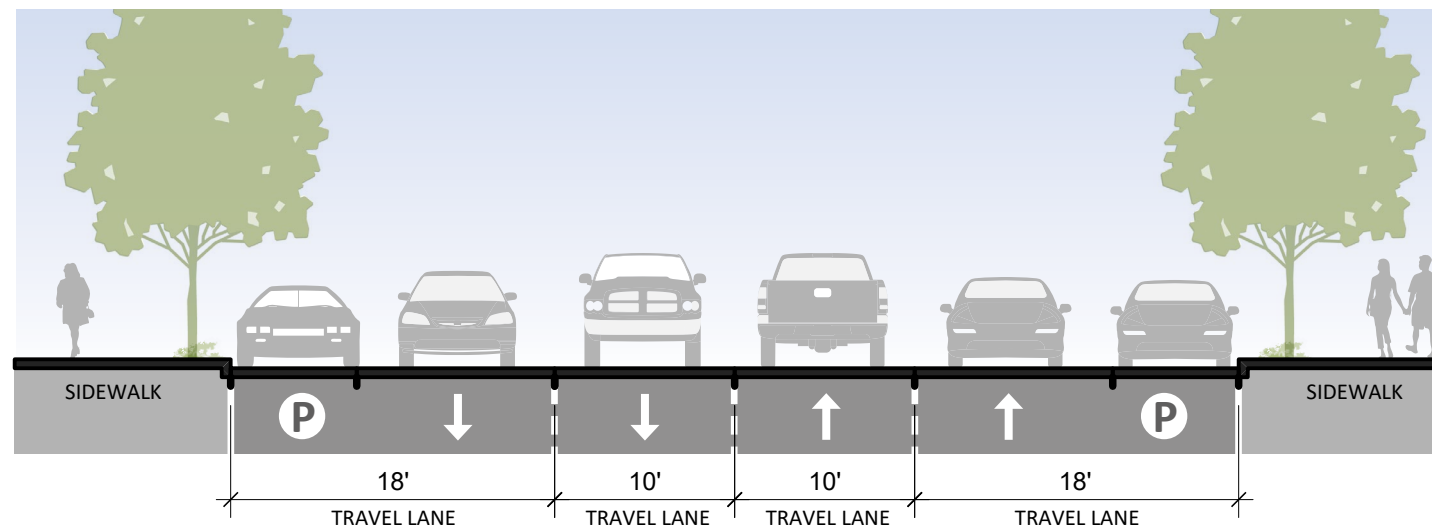 SIDEWALK
SIDEWALK
P
P
18'
10'
10'
18'
TRAVEL LANE
TRAVEL LANE
TRAVEL LANE
TRAVEL LANE